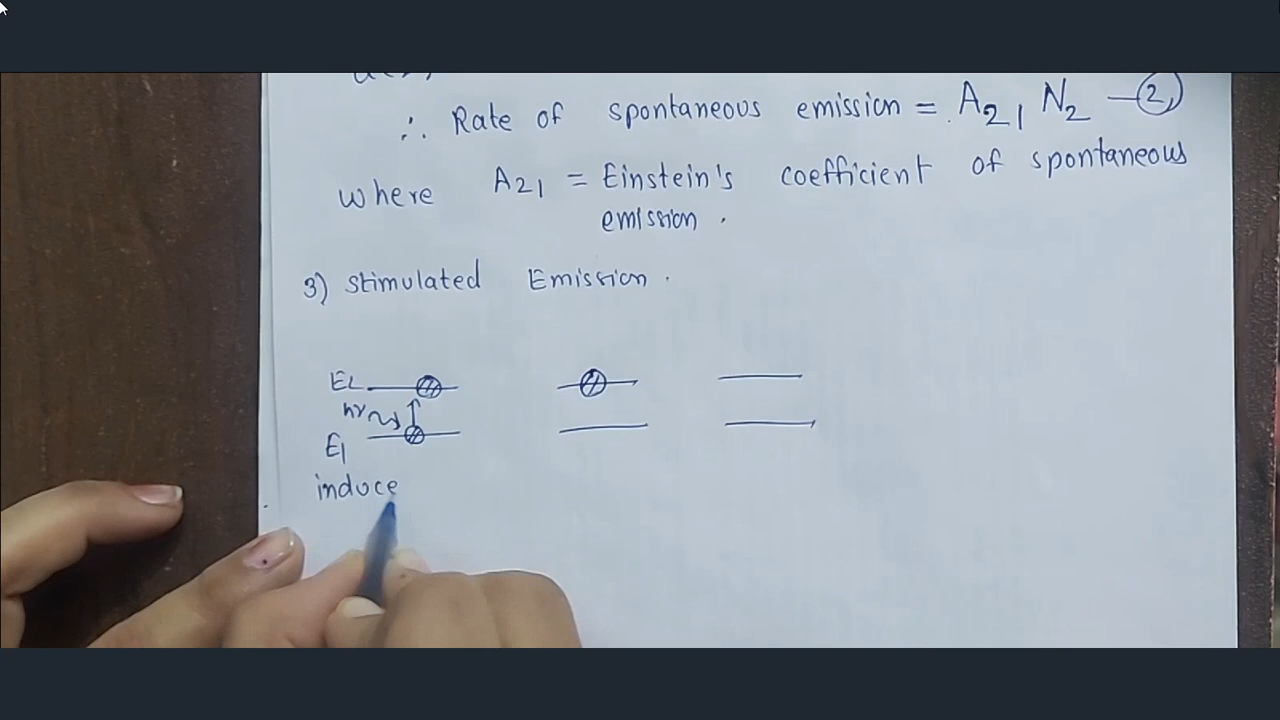 ∴ Rate of spontaneous emission = A21 N2 — 2)
where A21 = Einstein's coefficient of spontaneous
emission.
3) Stimulated Emission.
E2
hν
E1
induce